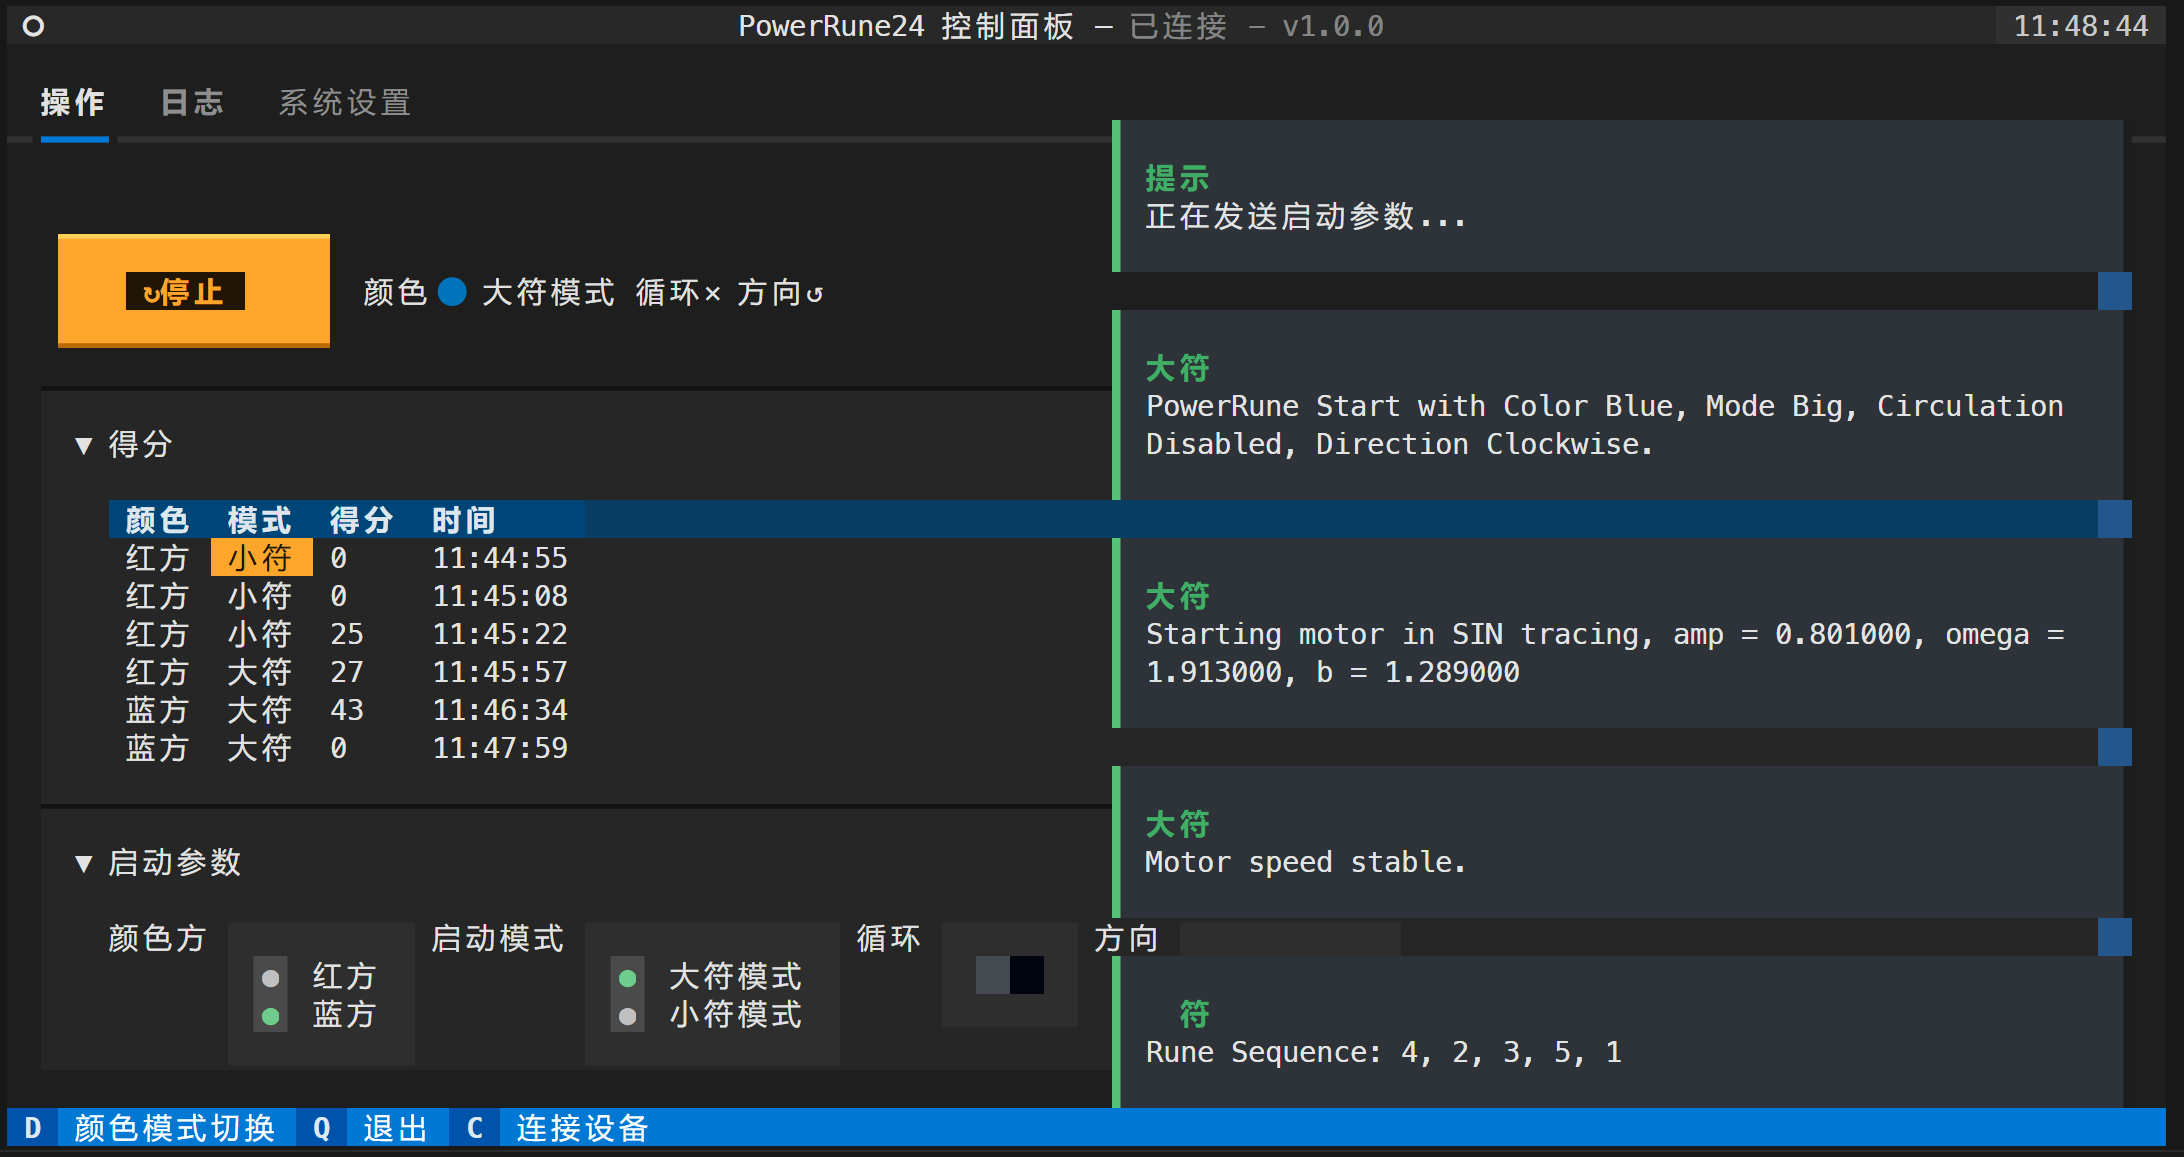 PowerRune24 控制面板 — 已连接 — v1.0.0
11:48:44
操作 日志 系统设置
↻停止
颜色 大符模式 循环× 方向↺
▼ 得分
颜色 模式 得分 时间
红方 小符 0 11:44:55
红方 小符 0 11:45:08
红方 小符 25 11:45:22
红方 大符 27 11:45:57
蓝方 大符 43 11:46:34
蓝方 大符 0 11:47:59
▼ 启动参数
颜色方 启动模式 循环 方向
红方 大符模式
蓝方 小符模式
提示
正在发送启动参数...
大符
PowerRune Start with Color Blue, Mode Big, Circulation
Disabled, Direction Clockwise.
大符
Starting motor in SIN tracing, amp = 0.801000, omega =
1.913000, b = 1.289000
大符
Motor speed stable.
符
Rune Sequence: 4, 2, 3, 5, 1
D 颜色模式切换 Q 退出 C 连接设备